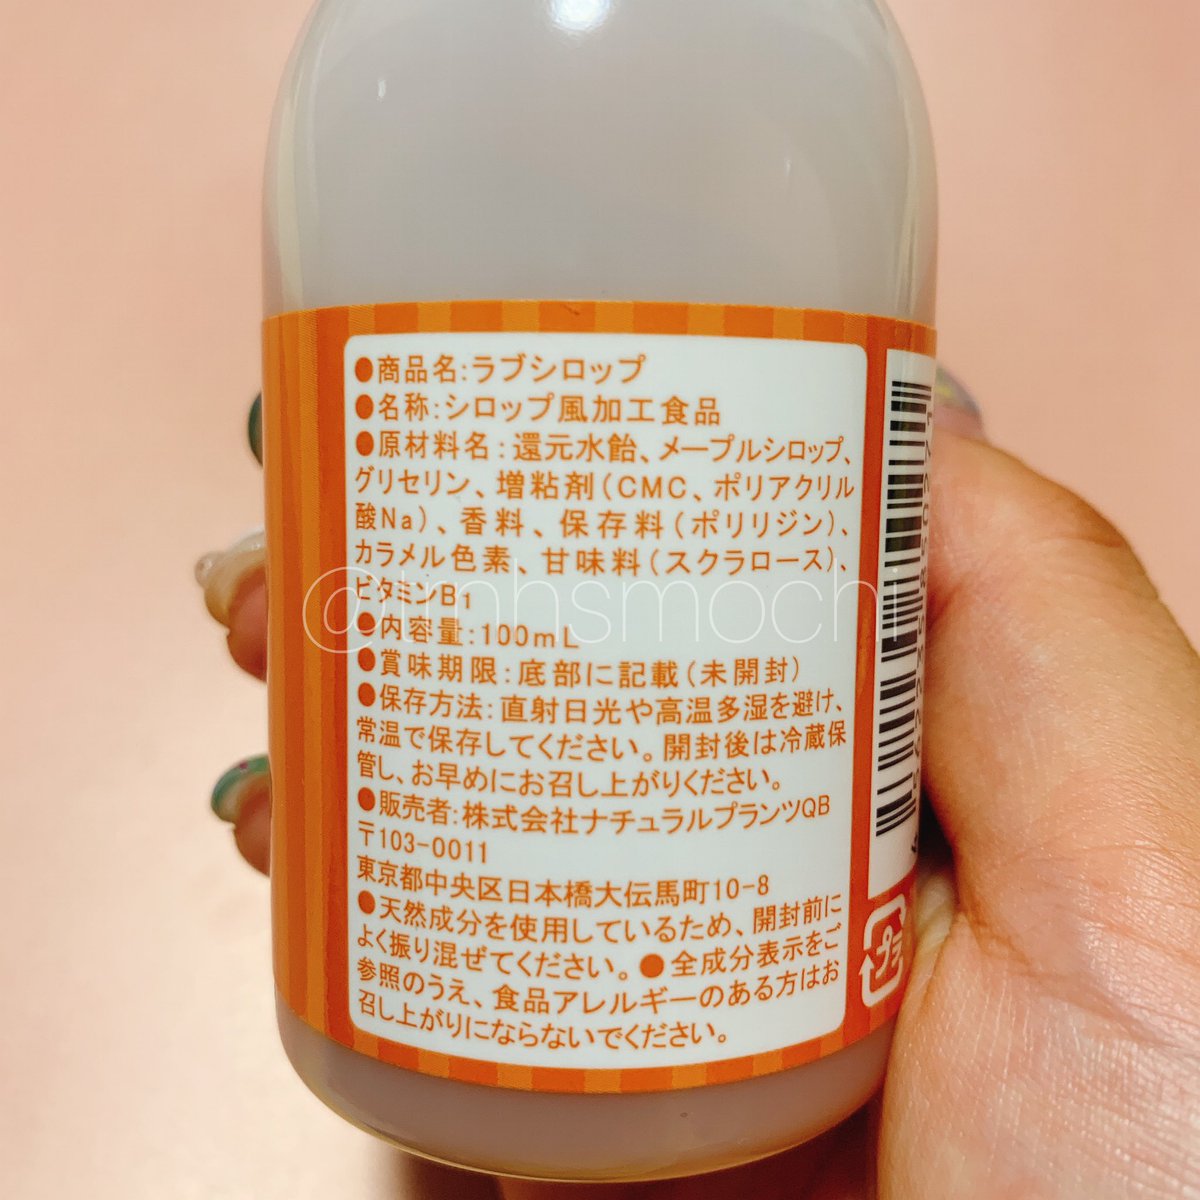 ●商品名:ラブシロップ
●名称:シロップ風加工食品
●原材料名:還元水飴、メープルシロップ、
グリセリン、増粘剤(CMC、ポリアクリル
酸Na)、香料、保存料(ポリリジン)、
カラメル色素、甘味料(スクラロース)、
ビタミンB1
●内容量:100mL
●賞味期限:底部に記載(未開封)
●保存方法:直射日光や高温多湿を避け、
常温で保存してください。開封後は冷蔵保
管し、お早めにお召し上がりください。
●販売者:株式会社ナチュラルプランツQB
〒103-0011
東京都中央区日本橋大伝馬町10-8
●天然成分を使用しているため、開封前に
よく振り混ぜてください。●全成分表示をご
参照のうえ、食品アレルギーのある方はお
召し上がりにならないでください。
プラ